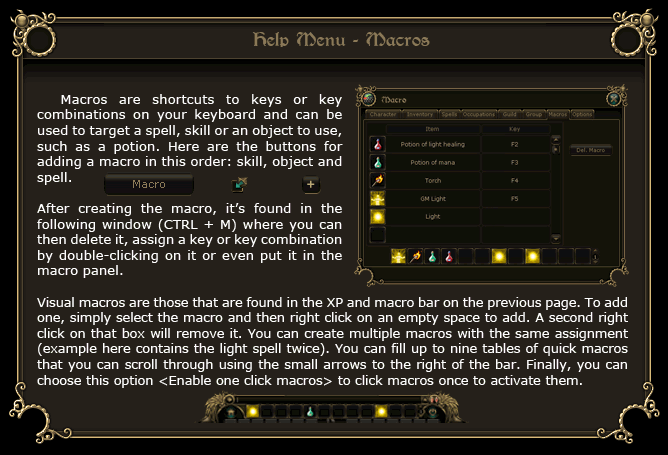 Help Menu - Macros
Macros are shortcuts to keys or key
combinations on your keyboard and can be
used to target a spell, skill or an object to use,
such as a potion. Here are the buttons for
adding a macro in this order: skill, object and
spell.
Macro
+
After creating the macro, it's found in the
following window (CTRL + M) where you can
then delete it, assign a key or key combination
by double-clicking on it or even put it in the
macro panel.
Macro
Character Inventory Spells Occupations Guild Group Macros Options
Item Key
Potion of light healing F2
Potion of mana F3
Torch F4
GM Light F5
Light
Del. Macro
Visual macros are those that are found in the XP and macro bar on the previous page. To add
one, simply select the macro and then right click on an empty space to add. A second right
click on that box will remove it. You can create multiple macros with the same assignment
(example here contains the light spell twice). You can fill up to nine tables of quick macros
that you can scroll through using the small arrows to the right of the bar. Finally, you can
choose this option <Enable one click macros> to click macros once to activate them.